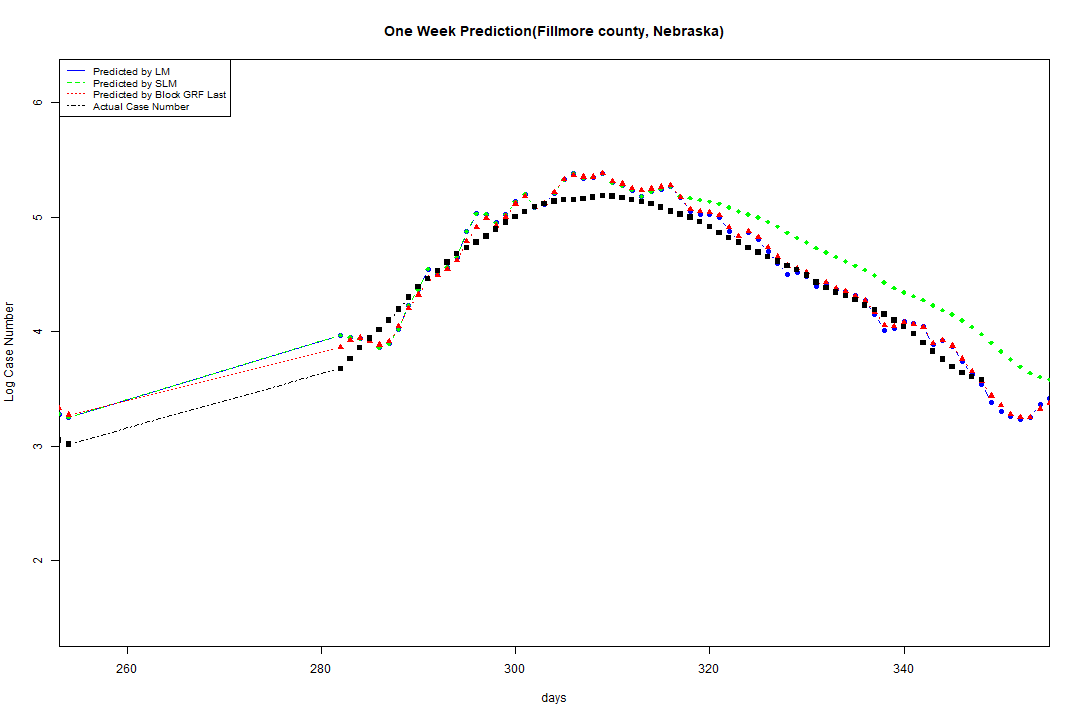 One Week Prediction(Fillmore county, Nebraska)
Predicted by LM
Predicted by SLM
Predicted by Block GRF Last
Actual Case Number
6
5
4
3
2
Log Case Number
260 280 300 320 340
days